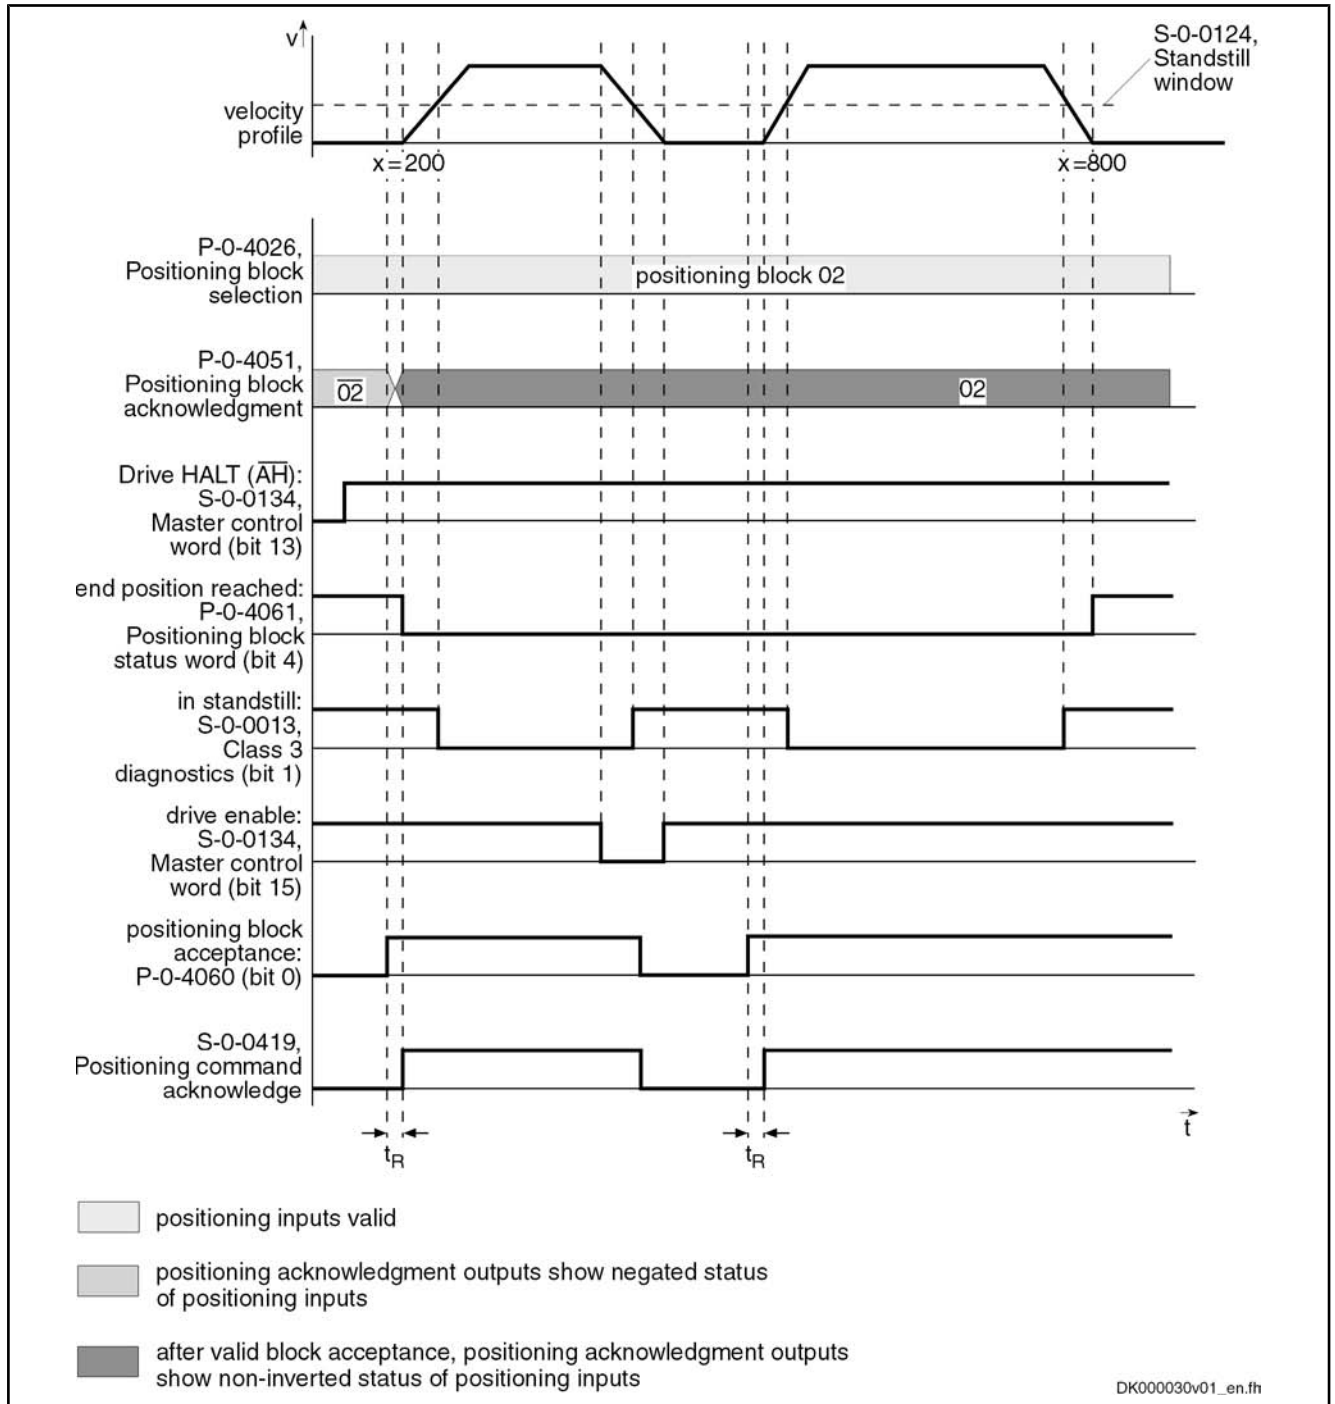 v
S-0-0124,
Standstill
window
velocity
profile
x=200
x=800
P-0-4026,
Positioning block
selection
positioning block 02
P-0-4051,
Positioning block
acknowledgment
0̅2̅
02
Drive HALT (A̅H̅):
S-0-0134,
Master control
word (bit 13)
end position reached:
P-0-4061,
Positioning block
status word (bit 4)
in standstill:
S-0-0013,
Class 3
diagnostics (bit 1)
drive enable:
S-0-0134,
Master control
word (bit 15)
positioning block
acceptance:
P-0-4060 (bit 0)
S-0-0419,
Positioning command
acknowledge
t
tR
tR
positioning inputs valid
positioning acknowledgment outputs show negated status
of positioning inputs
after valid block acceptance, positioning acknowledgment outputs
show non-inverted status of positioning inputs
DK000030v01_en.fh